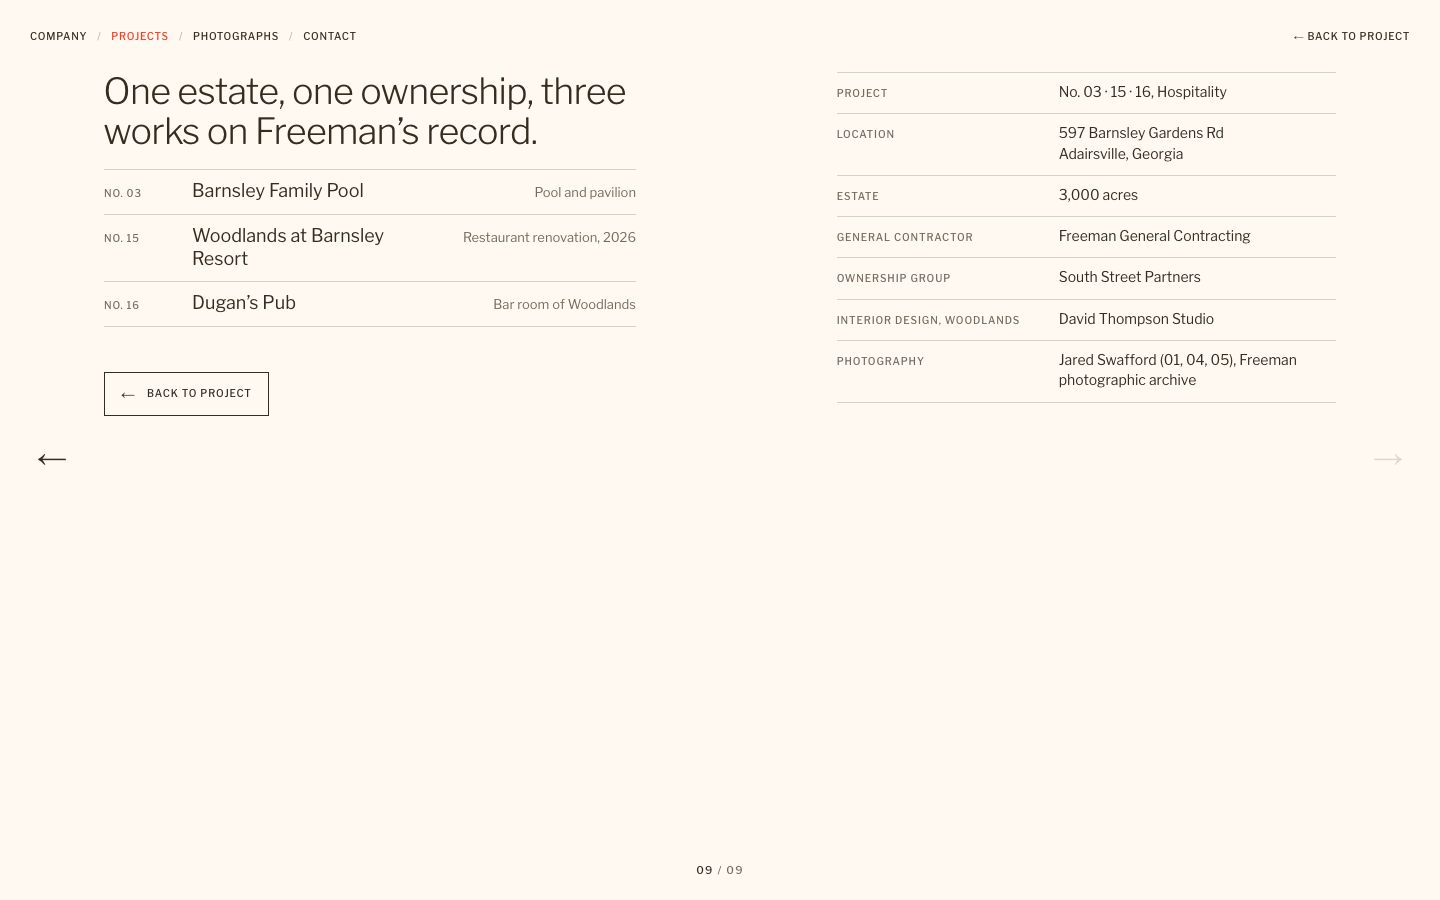 COMPANY / PROJECTS / PHOTOGRAPHS / CONTACT
← BACK TO PROJECT
One estate, one ownership, three
works on Freeman’s record.
NO. 03 Barnsley Family Pool Pool and pavilion
NO. 15 Woodlands at Barnsley Restaurant renovation, 2026
Resort
NO. 16 Dugan’s Pub Bar room of Woodlands
← BACK TO PROJECT
PROJECT No. 03 · 15 · 16, Hospitality
LOCATION 597 Barnsley Gardens Rd
Adairsville, Georgia
ESTATE 3,000 acres
GENERAL CONTRACTOR Freeman General Contracting
OWNERSHIP GROUP South Street Partners
INTERIOR DESIGN, WOODLANDS David Thompson Studio
PHOTOGRAPHY Jared Swafford (01, 04, 05), Freeman
photographic archive
← →
09 / 09